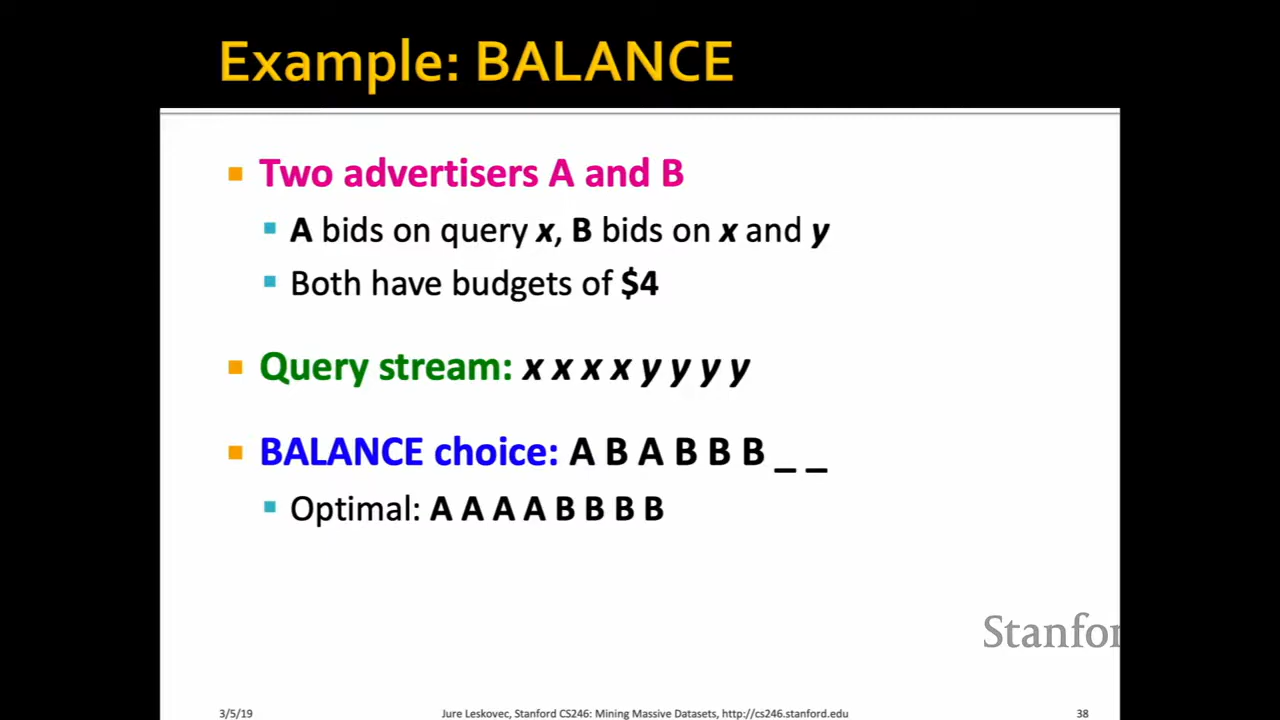 Example: BALANCE
Two advertisers A and B
A bids on query x, B bids on x and y
Both have budgets of $4
Query stream: x x x x y y y y
BALANCE choice: A B A B B B _ _
Optimal: A A A A B B B B
Stanfor
3/5/19 Jure Leskovec, Stanford CS246: Mining Massive Datasets, http://cs246.stanford.edu 38